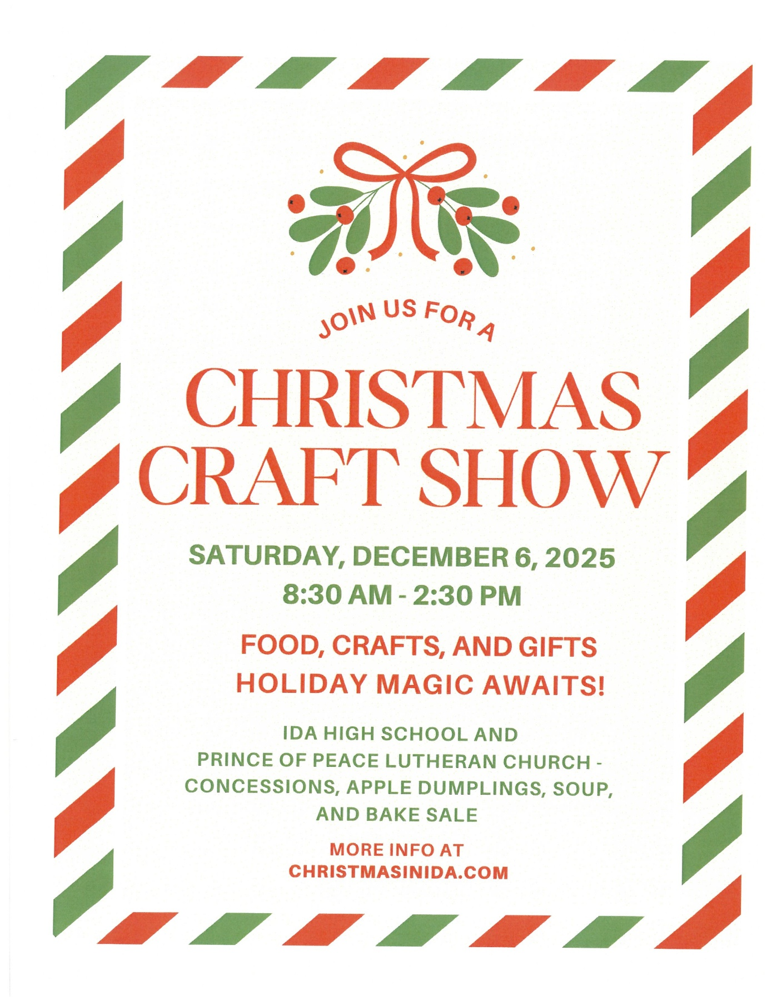 JOIN US FOR A
CHRISTMAS
CRAFT SHOW
SATURDAY, DECEMBER 6, 2025
8:30 AM - 2:30 PM
FOOD, CRAFTS, AND GIFTS
HOLIDAY MAGIC AWAITS!
IDA HIGH SCHOOL AND
PRINCE OF PEACE LUTHERAN CHURCH -
CONCESSIONS, APPLE DUMPLINGS, SOUP,
AND BAKE SALE
MORE INFO AT
CHRISTMASINIDA.COM